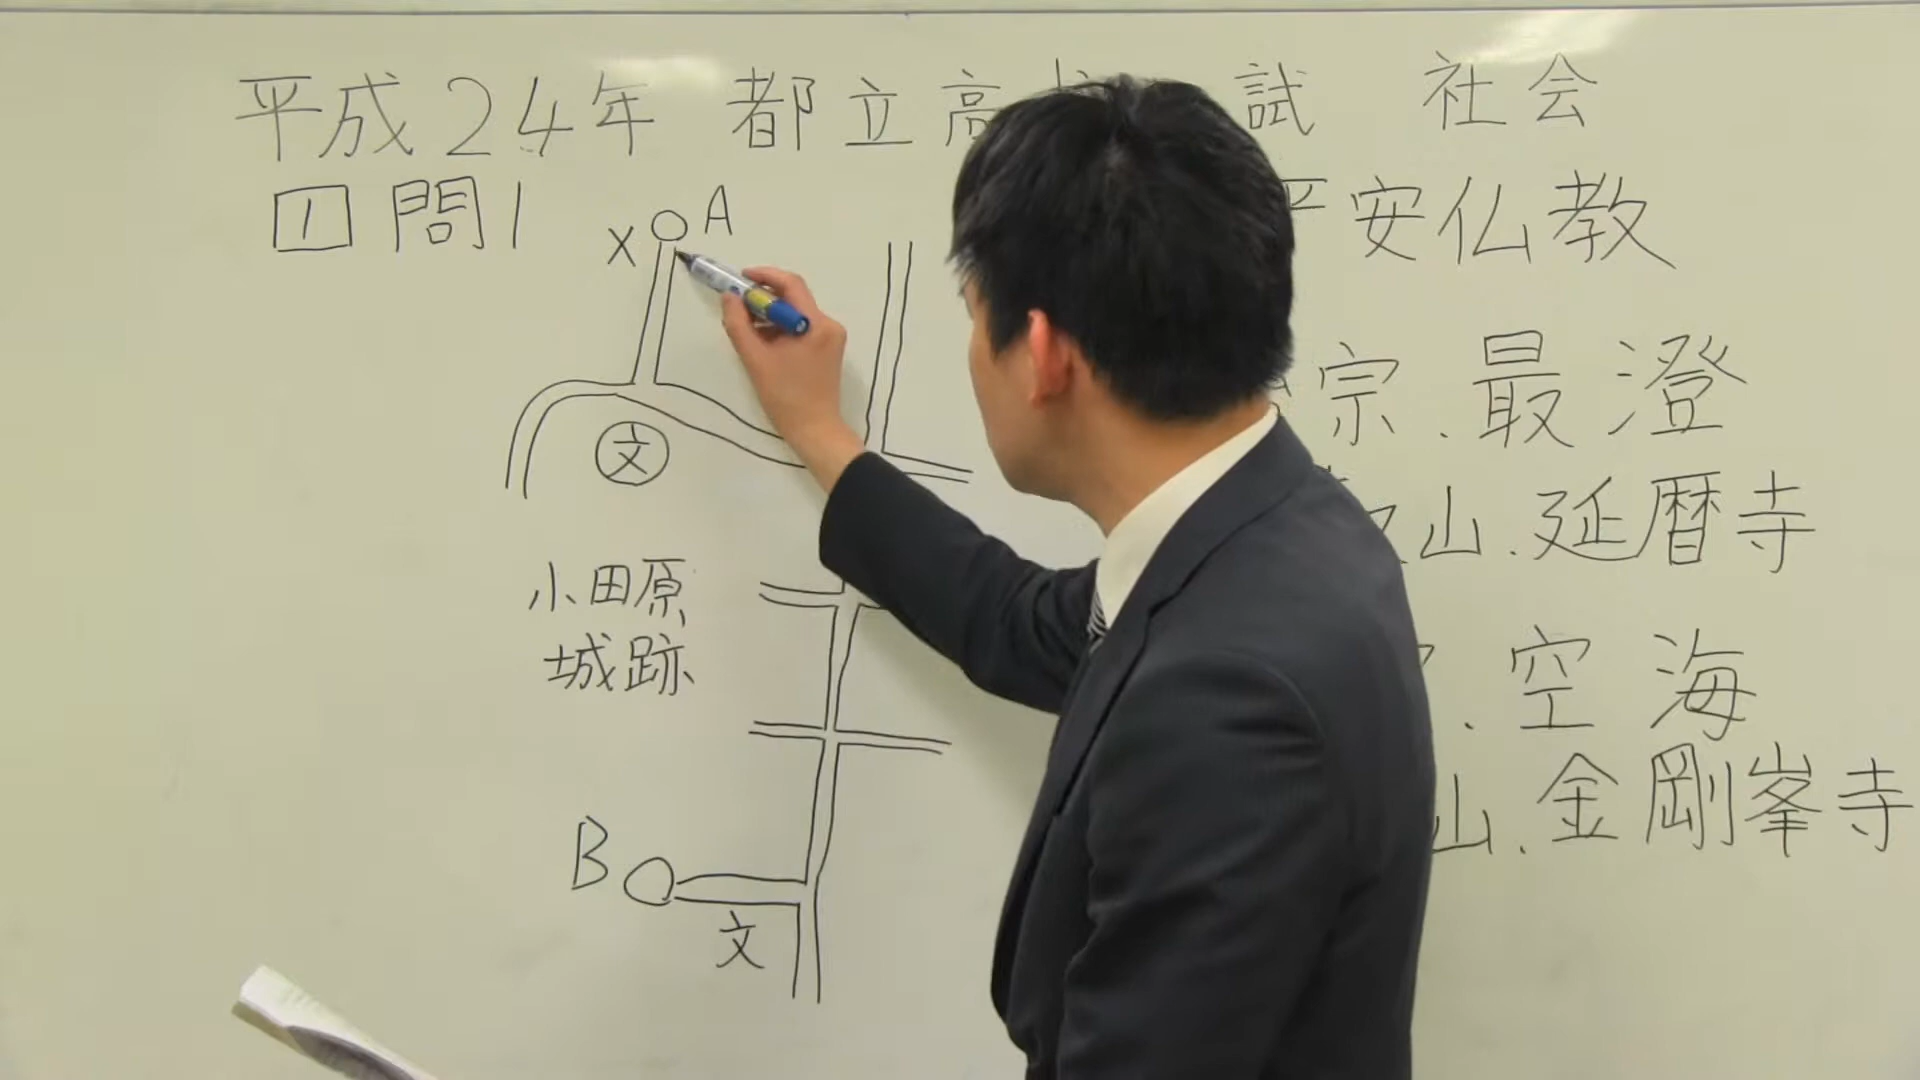 平成24年 都立高 試 社会
1 問1
X A
平安仏教
宗.最澄
文
山.延暦寺
小田原
城跡
.空海
山.金剛峯寺
B
文